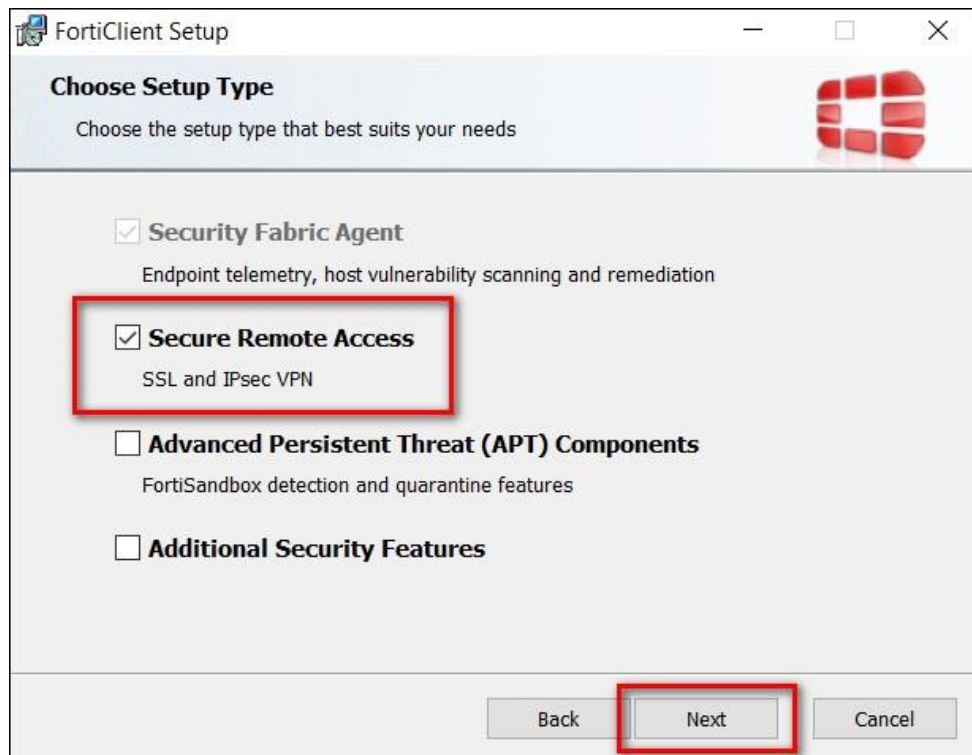 FortiClient Setup
Choose Setup Type
Choose the setup type that best suits your needs
Security Fabric Agent
Endpoint telemetry, host vulnerability scanning and remediation
Secure Remote Access
SSL and IPsec VPN
Advanced Persistent Threat (APT) Components
FortiSandbox detection and quarantine features
Additional Security Features
Back Next Cancel